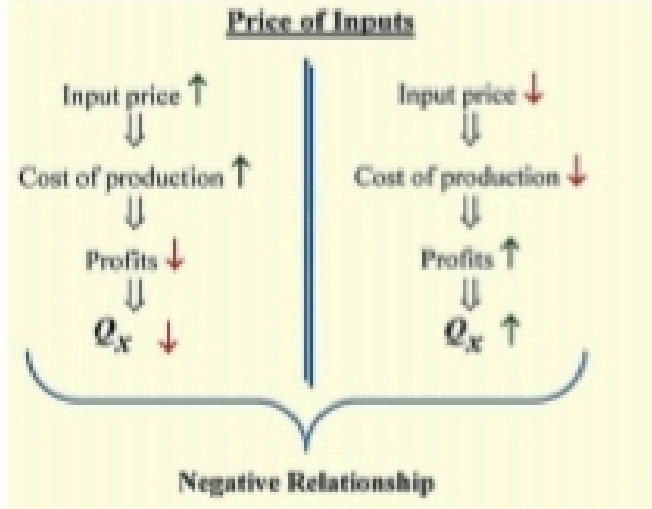 Price of Inputs
Input price ↑
⇓
Cost of production ↑
⇓
Profits ↓
⇓
Qx ↓
Input price ↓
⇓
Cost of production ↓
⇓
Profits ↑
⇓
Qx ↑
Negative Relationship